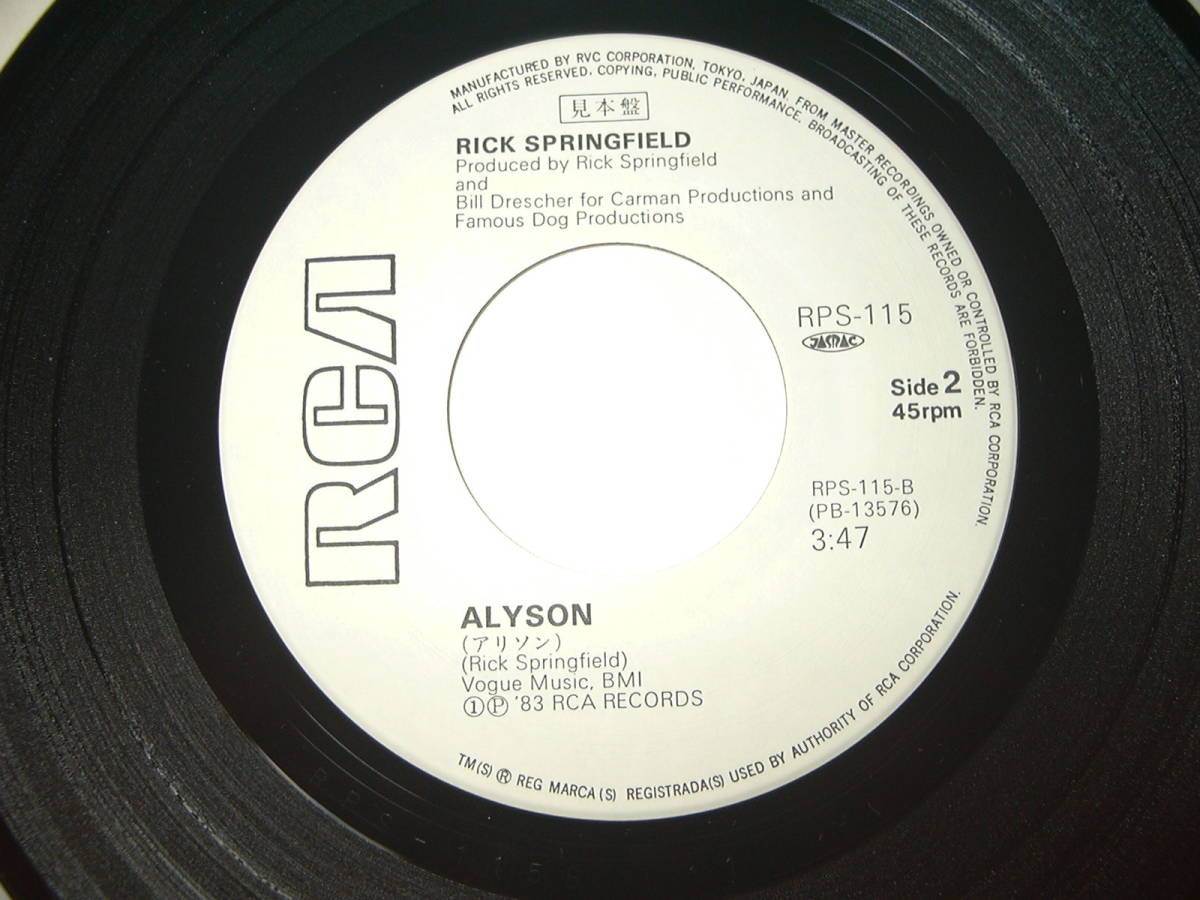 MANUFACTURED BY RVC CORPORATION, TOKYO, JAPAN, FROM MASTER RECORDINGS OWNED OR CONTROLLED BY RCA CORPORATION.
ALL RIGHTS RESERVED. COPYING, PUBLIC PERFORMANCE, BROADCASTING OF THESE RECORDS ARE FORBIDDEN.
見本盤
RICK SPRINGFIELD
Produced by Rick Springfield
and
Bill Drescher for Carman Productions and
Famous Dog Productions
RCA
RPS-115
JASRAC
Side 2
45rpm
RPS-115-B
(PB-13576)
3:47
ALYSON
(アリソン)
(Rick Springfield)
Vogue Music, BMI
①Ⓟ '83 RCA RECORDS
TM(S) ® REG MARCA(S) REGISTRADA(S) USED BY AUTHORITY OF RCA CORPORATION.